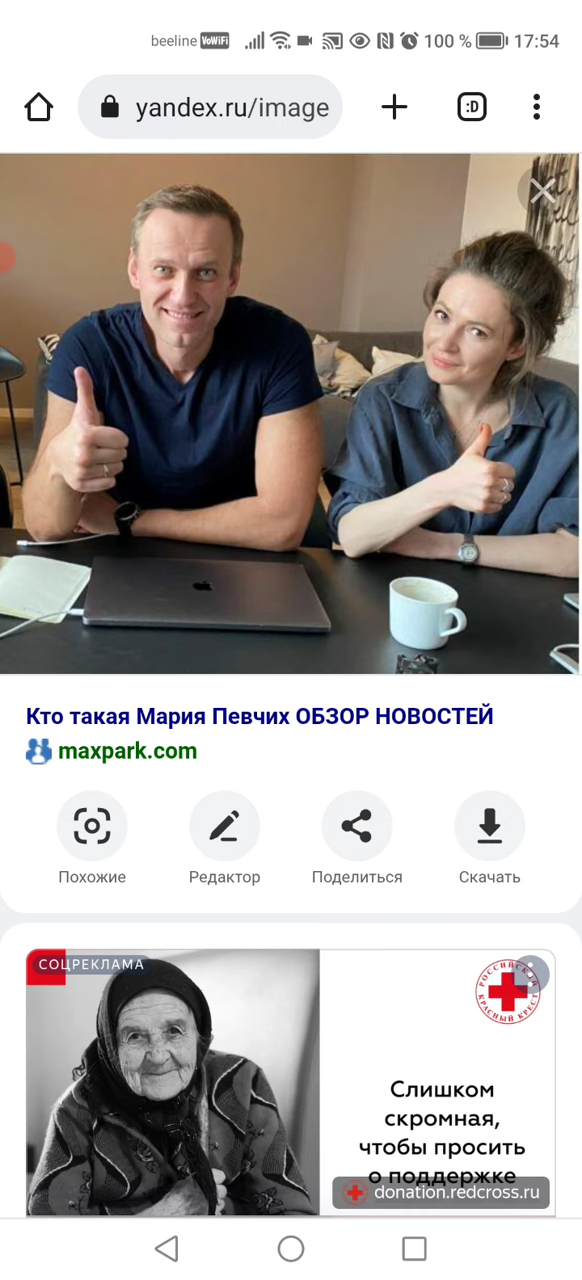 beeline VoWiFi 100 % 17:54
yandex.ru/image
:D
Кто такая Мария Певчих ОБЗОР НОВОСТЕЙ
maxpark.com
Похожие Редактор Поделиться Скачать
СОЦРЕКЛАМА
РОССИЙСКИЙ КРАСНЫЙ КРЕСТ
Слишком
скромная,
чтобы просить
о поддержке
donation.redcross.ru